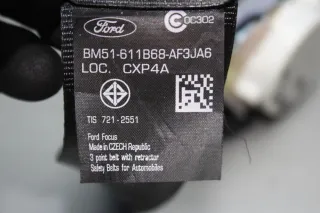 Ford
CCC302
BM51-611B68-AF3JA6
LOC. CXP4A
TIS 721-2551
Ford Focus
Made in CZECH Republic
3 point belt with retractor
Safety Belts for Automobiles